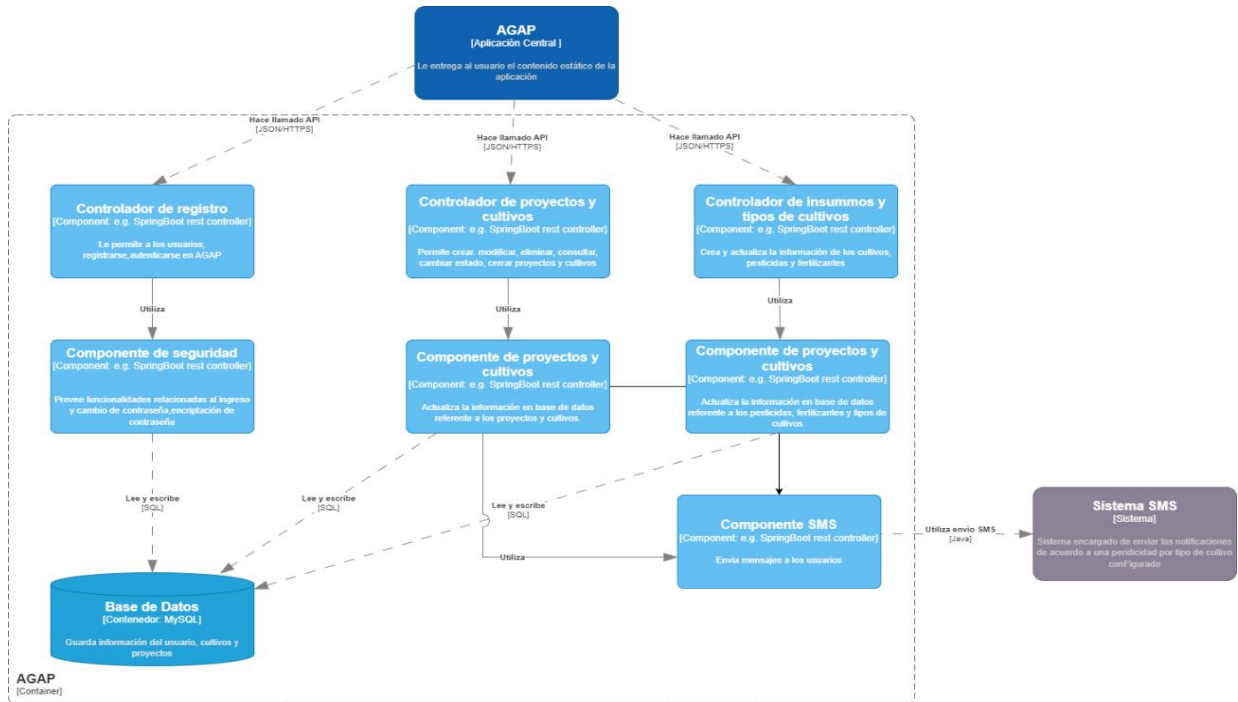 AGAP
[Aplicación Central ]
Le entrega al usuario el contenido estático de la
aplicación
Hace llamado API
[JSON/HTTPS]
Hace llamado API
[JSON/HTTPS]
Hace llamado API
[JSON/HTTPS]
Controlador de registro
[Component: e.g. SpringBoot rest controller]
Le permite a los usuarios,
registrarse,autenticarse en AGAP
Controlador de proyectos y
cultivos
[Component: e.g. SpringBoot rest controller]
Permite crear. modificar, eliminar, consultar,
cambiar estado, cerrar proyectos y cultivos
Controlador de insummos y
tipos de cultivos
[Component: e.g. SpringBoot rest controller]
Crea y actualiza la información de los cultivos,
pesticidas y fertilizantes
Utiliza
Utiliza
Utiliza
Componente de seguridad
[Component: e.g. SpringBoot rest controller]
Provee funcionalidades relacionadas al ingreso
y cambio de contraseña,encriptación de
contraseña
Componente de proyectos y
cultivos
[Component: e.g. SpringBoot rest controller]
Actualiza la información en base de datos
referente a los proyectos y cultivos.
Componente de proyectos y
cultivos
[Component: e.g. SpringBoot rest controller]
Actualiza la información en base de datos
referente a los pesticidas, fertilizantes y tipos de
cultivos
Lee y escribe
[SQL]
Lee y escribe
[SQL]
Lee y escribe
[SQL]
Utiliza
Componente SMS
[Component: e.g. SpringBoot rest controller]
Envia mensajes a los usuarios
Utiliza envio SMS
[Java]
Sistema SMS
[Sistema]
Sistema encargado de enviar las notificaciones
de acuerdo a una peridicidad por tipo de cultivo
conFigurado
Base de Datos
[Contenedor: MySQL]
Guarda información del usuario, cultivos y
proyectos
AGAP
[Container]